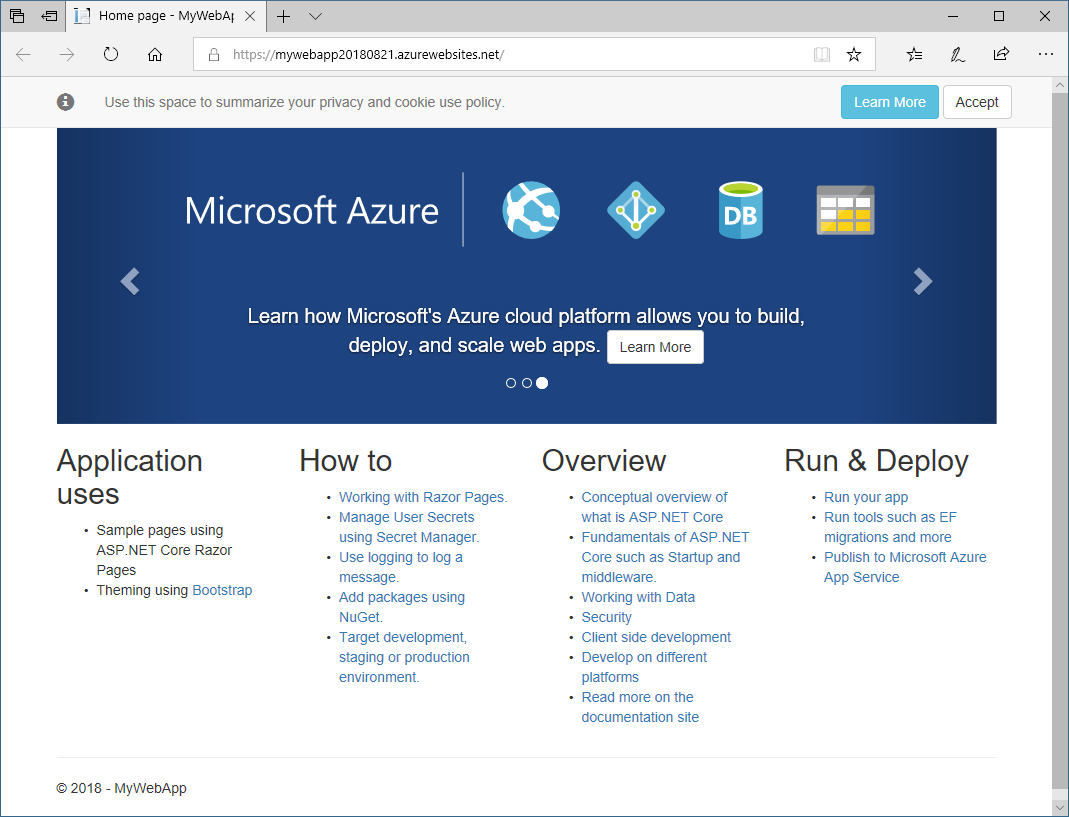 Home page - MyWebAp
https://mywebapp20180821.azurewebsites.net/
Use this space to summarize your privacy and cookie use policy.
Learn More
Accept
Microsoft Azure
DB
Learn how Microsoft's Azure cloud platform allows you to build,
deploy, and scale web apps.
Learn More
Application
uses
Sample pages using
ASP.NET Core Razor
Pages
Theming using Bootstrap
How to
Working with Razor Pages.
Manage User Secrets
using Secret Manager.
Use logging to log a
message.
Add packages using
NuGet.
Target development,
staging or production
environment.
Overview
Conceptual overview of
what is ASP.NET Core
Fundamentals of ASP.NET
Core such as Startup and
middleware.
Working with Data
Security
Client side development
Develop on different
platforms
Read more on the
documentation site
Run & Deploy
Run your app
Run tools such as EF
migrations and more
Publish to Microsoft Azure
App Service
© 2018 - MyWebApp